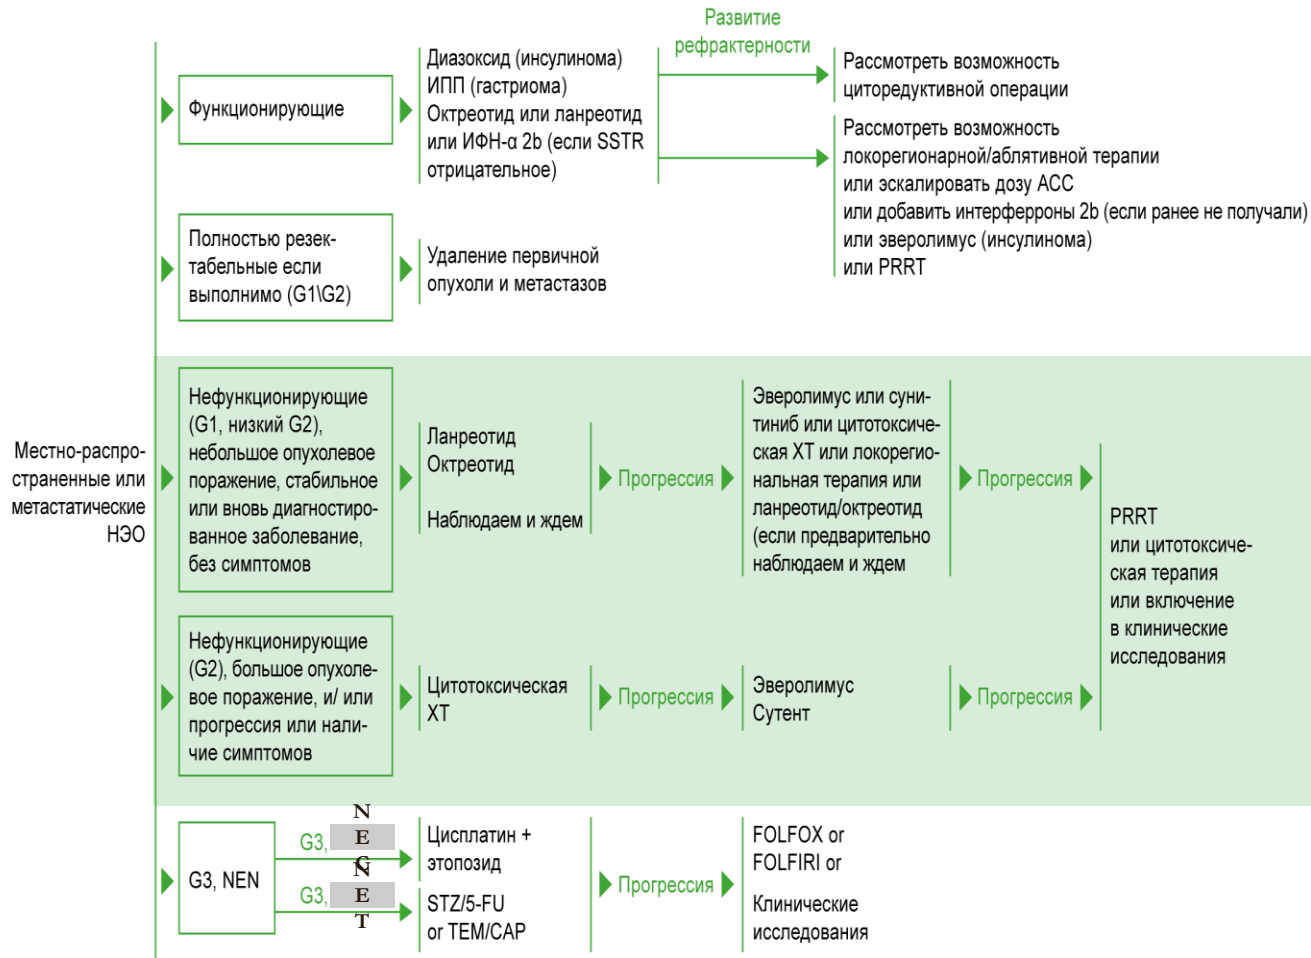 Местно-распро-
страненные или
метастатические
НЭО
Функционирующие
Диазоксид (инсулинома)
ИПП (гастриома)
Октреотид или ланреотид
или ИФН-α 2b (если SSTR
отрицательное)
Развитие
рефрактерности
Рассмотреть возможность
циторедуктивной операции
Рассмотреть возможность
локорегионарной/аблятивной терапии
или эскалировать дозу АСС
или добавить интерферроны 2b (если ранее не получали)
или эверолимус (инсулинома)
или PRRT
Полностью резек-
табельные если
выполнимо (G1\G2)
Удаление первичной
опухоли и метастазов
Нефункционирующие
(G1, низкий G2),
небольшое опухолевое
поражение, стабильное
или вновь диагностиро-
ванное заболевание,
без симптомов
Ланреотид
Октреотид
Наблюдаем и ждем
Прогрессия
Эверолимус или суни-
тиниб или цитотоксиче-
ская ХТ или локорегио-
нальная терапия или
ланреотид/октреотид
(если предварительно
наблюдаем и ждем
Прогрессия
PRRT
или цитотоксиче-
ская терапия
или включение
в клинические
исследования
Нефункционирующие
(G2), большое опухоле-
вое поражение, и/ или
прогрессия или нали-
чие симптомов
Цитотоксическая
ХТ
Прогрессия
Эверолимус
Сутент
Прогрессия
G3, NEN
G3,
N
E
C
Цисплатин +
этопозид
G3,
N
E
T
STZ/5-FU
or TEM/CAP
Прогрессия
FOLFOX or
FOLFIRI or
Клинические
исследования